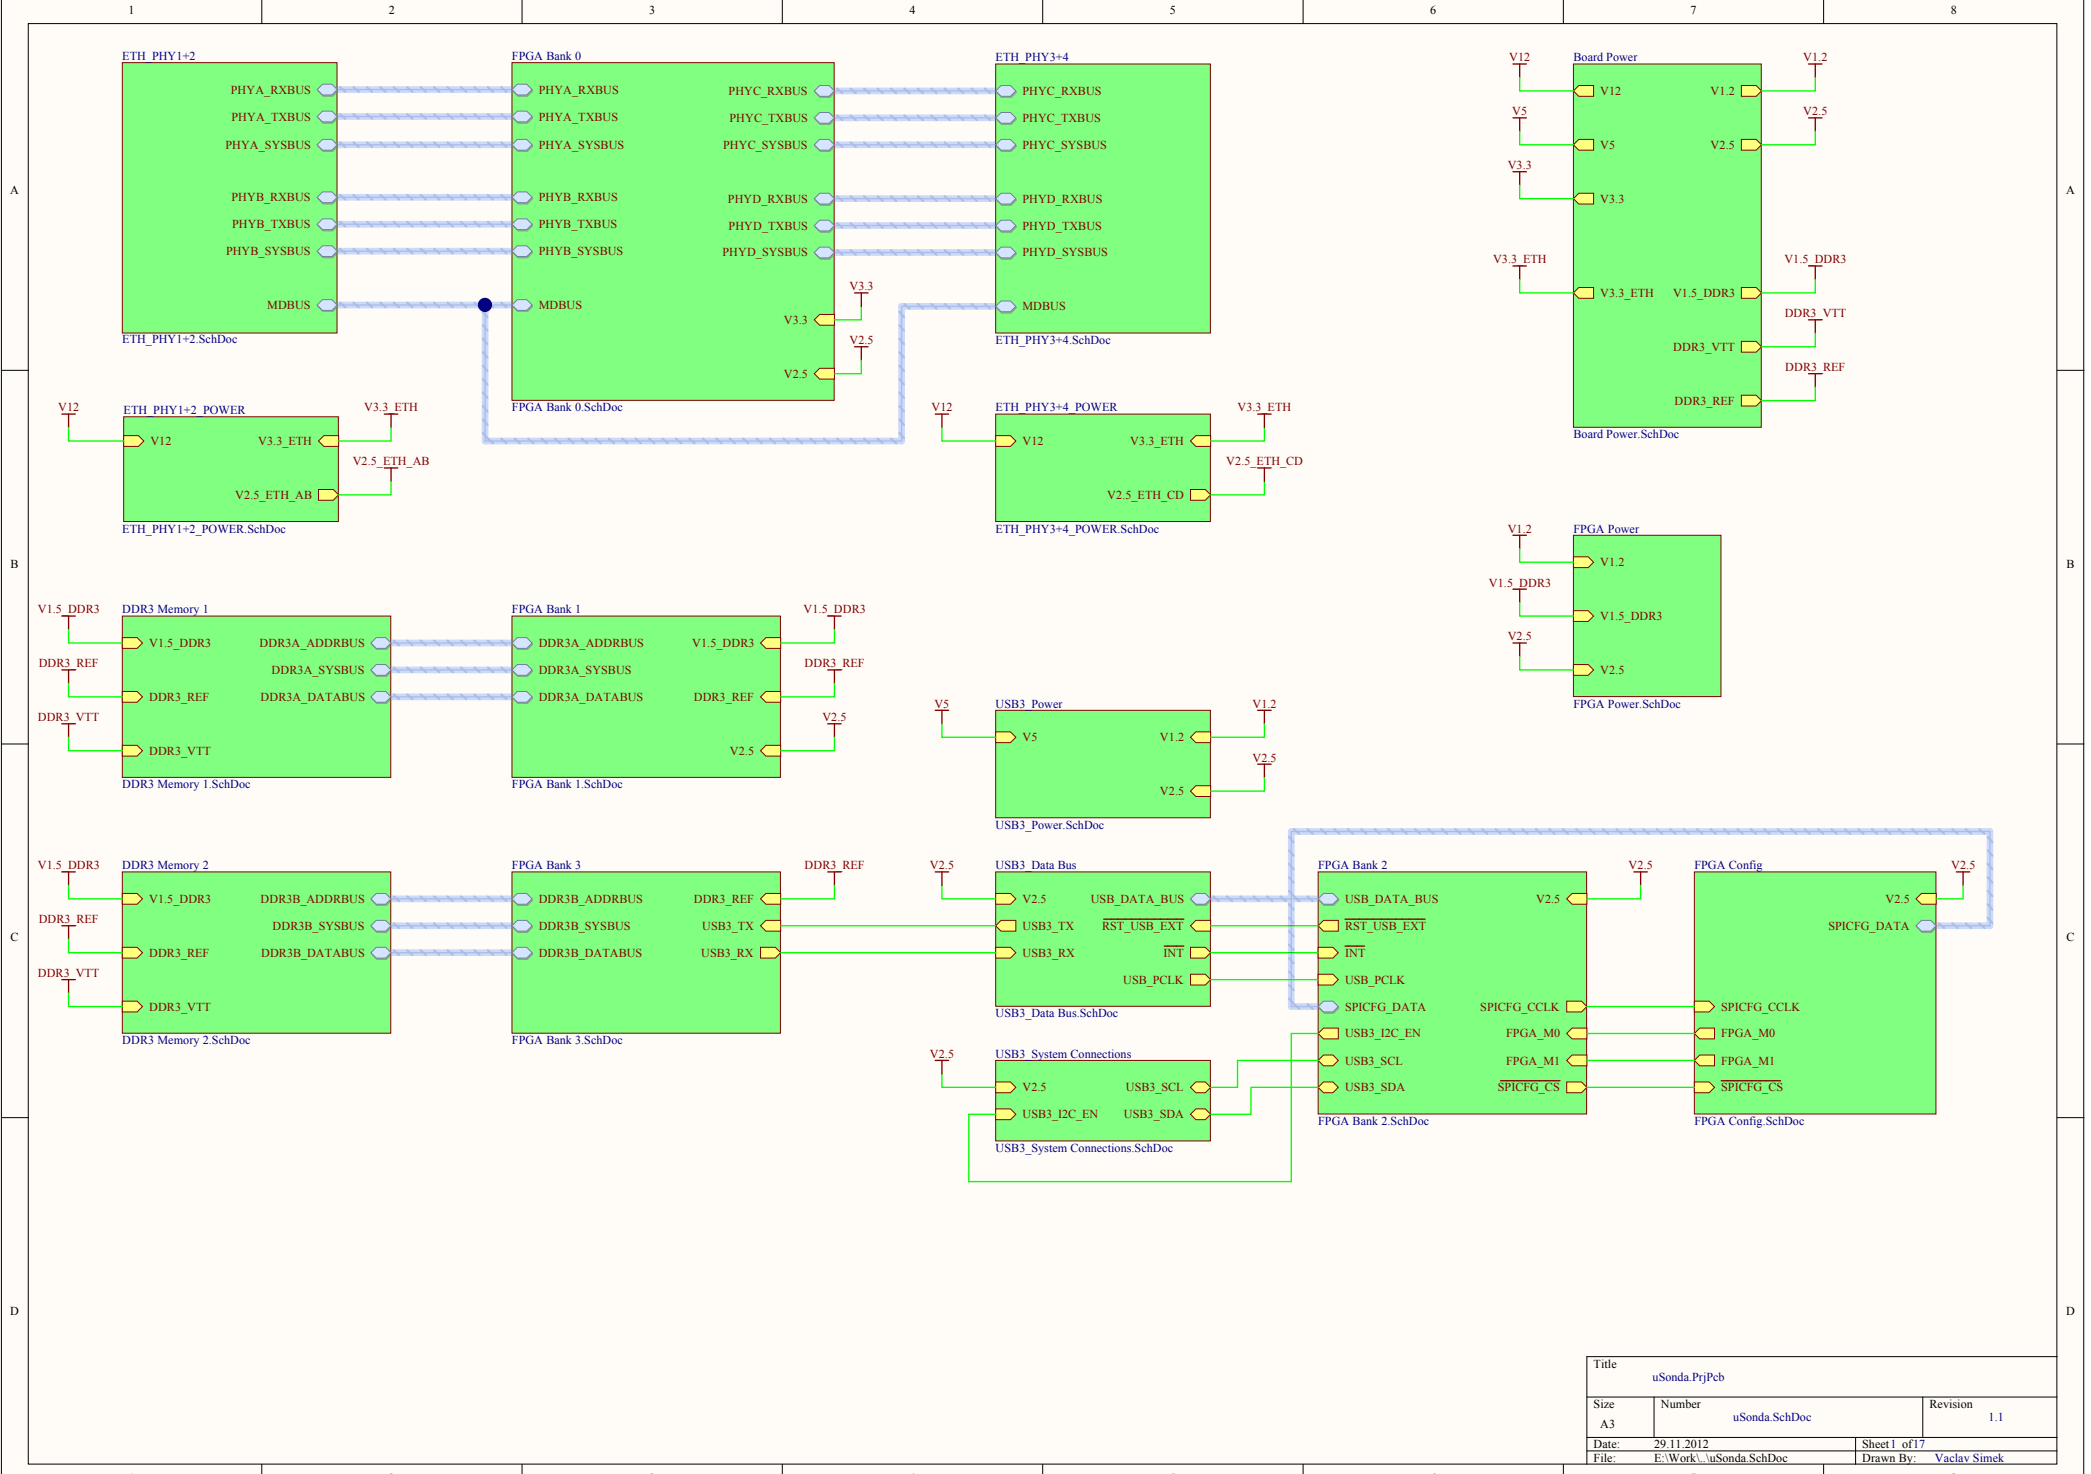 1 2 3 4 5 6 7 8
A A
B B
C C
D D
ETH_PHY1+2
PHYA_RXBUS
PHYA_TXBUS
PHYA_SYSBUS
PHYB_RXBUS
PHYB_TXBUS
PHYB_SYSBUS
MDBUS
ETH_PHY1+2.SchDoc
FPGA Bank 0
PHYA_RXBUS PHYC_RXBUS
PHYA_TXBUS PHYC_TXBUS
PHYA_SYSBUS PHYC_SYSBUS
PHYB_RXBUS PHYD_RXBUS
PHYB_TXBUS PHYD_TXBUS
PHYB_SYSBUS PHYD_SYSBUS
V3.3
MDBUS
V3.3
V2.5
V2.5
FPGA Bank 0.SchDoc
ETH_PHY3+4
PHYC_RXBUS
PHYC_TXBUS
PHYC_SYSBUS
PHYD_RXBUS
PHYD_TXBUS
PHYD_SYSBUS
MDBUS
ETH_PHY3+4.SchDoc
V12 Board Power V1.2
V12 V1.2
V5 V2.5
V5 V2.5
V3.3
V3.3
V3.3_ETH V1.5_DDR3
V3.3_ETH V1.5_DDR3
DDR3_VTT
DDR3_VTT
DDR3_REF
DDR3_REF
Board Power.SchDoc
V12 ETH_PHY1+2_POWER V3.3_ETH
V12 V3.3_ETH
V2.5_ETH_AB
V2.5_ETH_AB
ETH_PHY1+2_POWER.SchDoc
V12 ETH_PHY3+4_POWER V3.3_ETH
V12 V3.3_ETH
V2.5_ETH_CD
V2.5_ETH_CD
ETH_PHY3+4_POWER.SchDoc
V1.2 FPGA Power
V1.2
V1.5_DDR3
V1.5_DDR3
V2.5
V2.5
FPGA Power.SchDoc
V1.5_DDR3 DDR3 Memory 1
V1.5_DDR3 DDR3A_ADDRBUS
DDR3_REF DDR3A_SYSBUS
DDR3_REF DDR3A_DATABUS
DDR3_VTT
DDR3_VTT
DDR3 Memory 1.SchDoc
FPGA Bank 1 V1.5_DDR3
DDR3A_ADDRBUS V1.5_DDR3
DDR3A_SYSBUS DDR3_REF
DDR3A_DATABUS DDR3_REF
V2.5
V2.5
FPGA Bank 1.SchDoc
V5 USB3_Power V1.2
V5 V1.2
V2.5
V2.5
USB3_Power.SchDoc
V1.5_DDR3 DDR3 Memory 2
V1.5_DDR3 DDR3B_ADDRBUS
DDR3_REF DDR3B_SYSBUS
DDR3_REF DDR3B_DATABUS
DDR3_VTT
DDR3_VTT
DDR3 Memory 2.SchDoc
FPGA Bank 3 DDR3_REF
DDR3B_ADDRBUS DDR3_REF
DDR3B_SYSBUS USB3_TX
DDR3B_DATABUS USB3_RX
FPGA Bank 3.SchDoc
V2.5 USB3_Data Bus
V2.5 USB_DATA_BUS
USB3_TX RST_USB_EXT
USB3_RX INT
USB_PCLK
USB3_Data Bus.SchDoc
V2.5 USB3_System Connections
V2.5 USB3_SCL
USB3_I2C_EN USB3_SDA
USB3_System Connections.SchDoc
FPGA Bank 2 V2.5
USB_DATA_BUS V2.5
RST_USB_EXT
INT
USB_PCLK
SPICFG_DATA SPICFG_CCLK
USB3_I2C_EN FPGA_M0
USB3_SCL FPGA_M1
USB3_SDA SPICFG_CS
FPGA Bank 2.SchDoc
FPGA Config V2.5
V2.5
SPICFG_DATA
SPICFG_CCLK
FPGA_M0
FPGA_M1
SPICFG_CS
FPGA Config.SchDoc
Title
uSonda.PrjPcb
Size Number Revision
A3 uSonda.SchDoc 1.1
Date: 29.11.2012 Sheet1 of17
File: E:\Work\..\uSonda.SchDoc Drawn By: Vaclav Simek